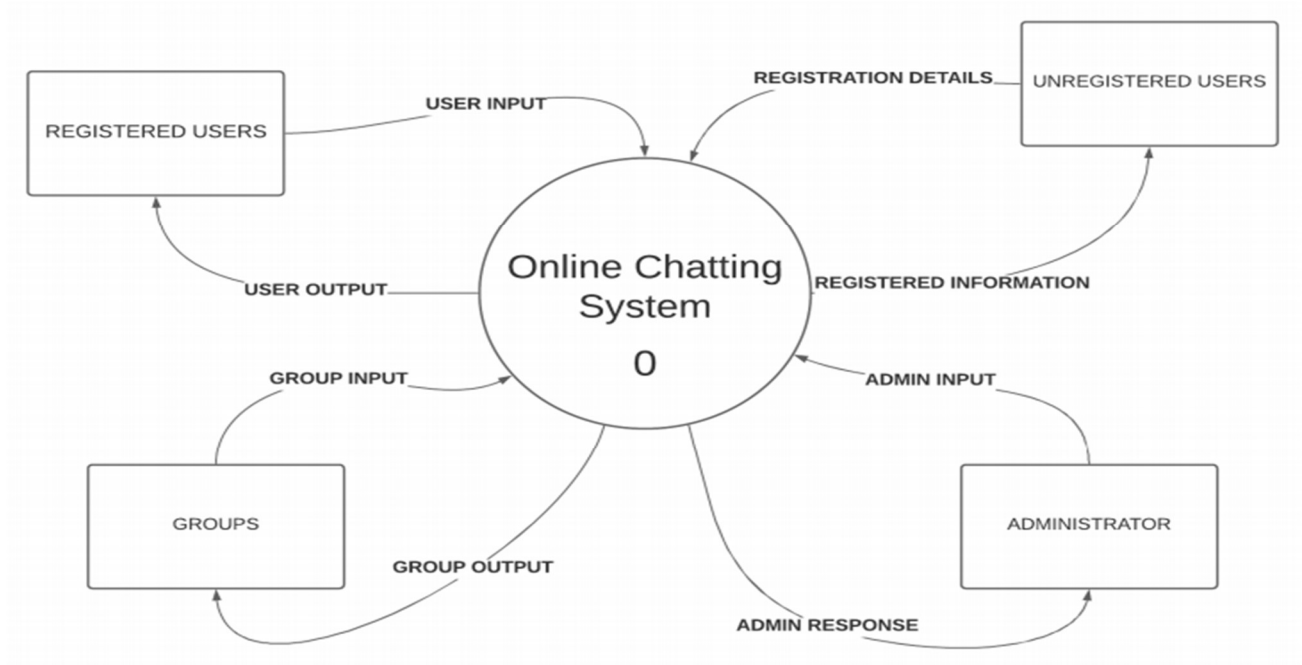 REGISTRATION DETAILS
UNREGISTERED USERS
USER INPUT
REGISTERED USERS
Online Chatting
System
0
USER OUTPUT
REGISTERED INFORMATION
GROUP INPUT
ADMIN INPUT
GROUPS
ADMINISTRATOR
GROUP OUTPUT
ADMIN RESPONSE